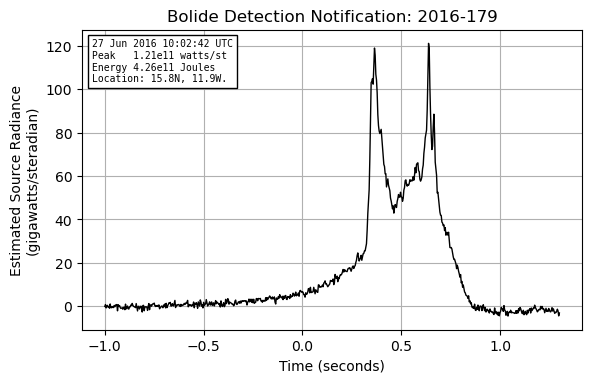 Bolide Detection Notification: 2016-179
27 Jun 2016 10:02:42 UTC
Peak   1.21e11 watts/st
Energy 4.26e11 Joules
Location: 15.8N, 11.9W.
120
100
80
60
40
20
0
Estimated Source Radiance
(gigawatts/steradian)
−1.0 −0.5 0.0 0.5 1.0
Time (seconds)